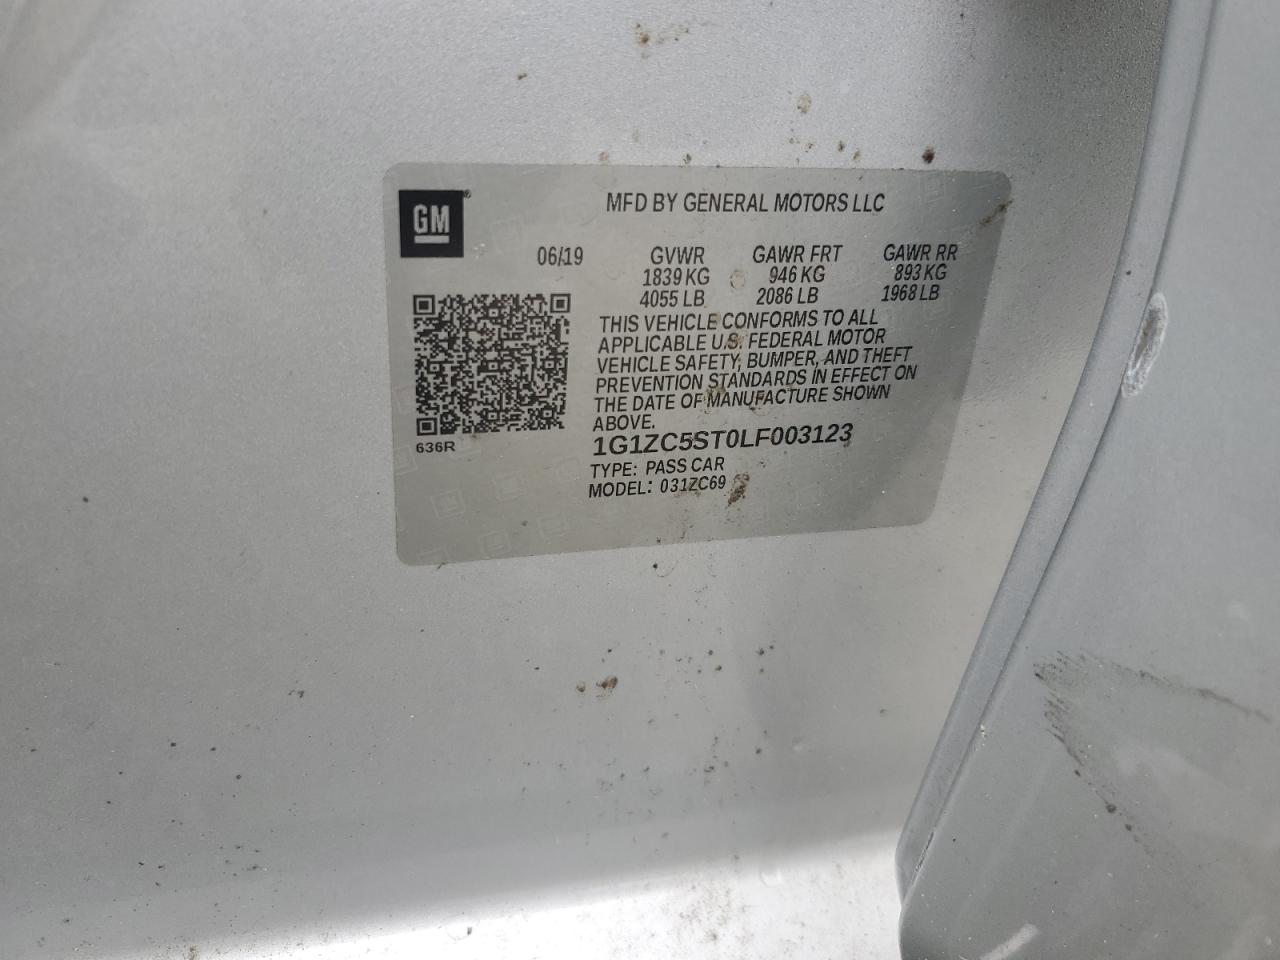 GM®
MFD BY GENERAL MOTORS LLC
06/19 GVWR GAWR FRT GAWR RR
1839 KG 946 KG 893 KG
4055 LB 2086 LB 1968 LB
THIS VEHICLE CONFORMS TO ALL
APPLICABLE U.S. FEDERAL MOTOR
VEHICLE SAFETY, BUMPER, AND THEFT
PREVENTION STANDARDS IN EFFECT ON
THE DATE OF MANUFACTURE SHOWN
ABOVE.
636R
1G1ZC5ST0LF003123
TYPE: PASS CAR
MODEL: 031ZC69